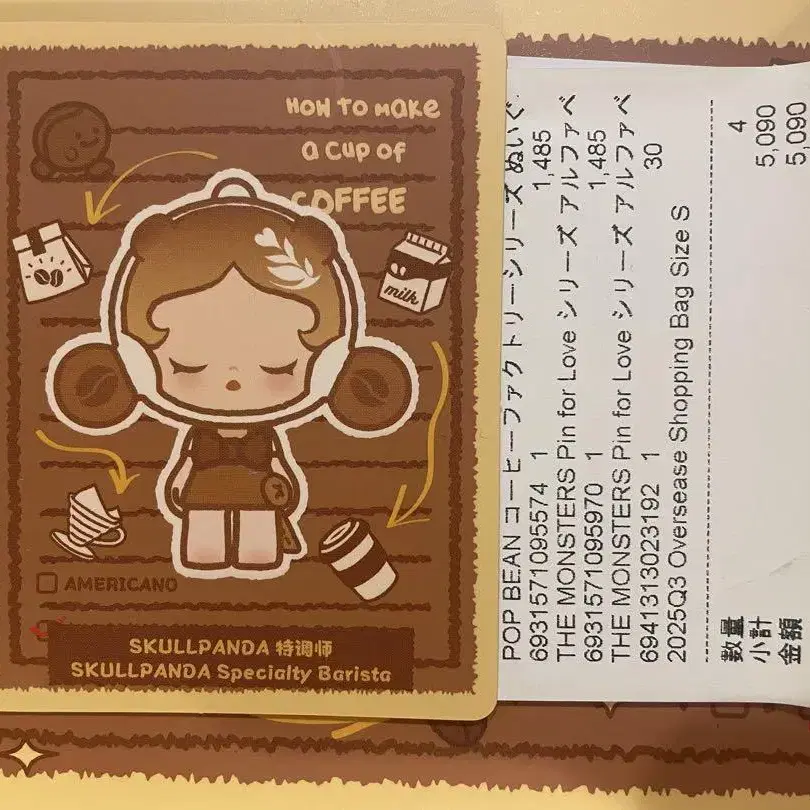 HOW TO MAKE
A CUP OF
COFFEE
milk
AMERICANO
SKULLPANDA 特调师
SKULLPANDA Specialty Barista
POP BEAN コーヒーファクトリーシリーズ ぬいぐ
6931571095574 1 1,485
THE MONSTERS Pin for Love シリーズ アルファベ
6931571095970 1 1,485
THE MONSTERS Pin for Love シリーズ アルファベ
6941313023192 1 30
2025Q3 Oversease Shopping Bag Size S
数量 4
小計 5,090
金額 5,090